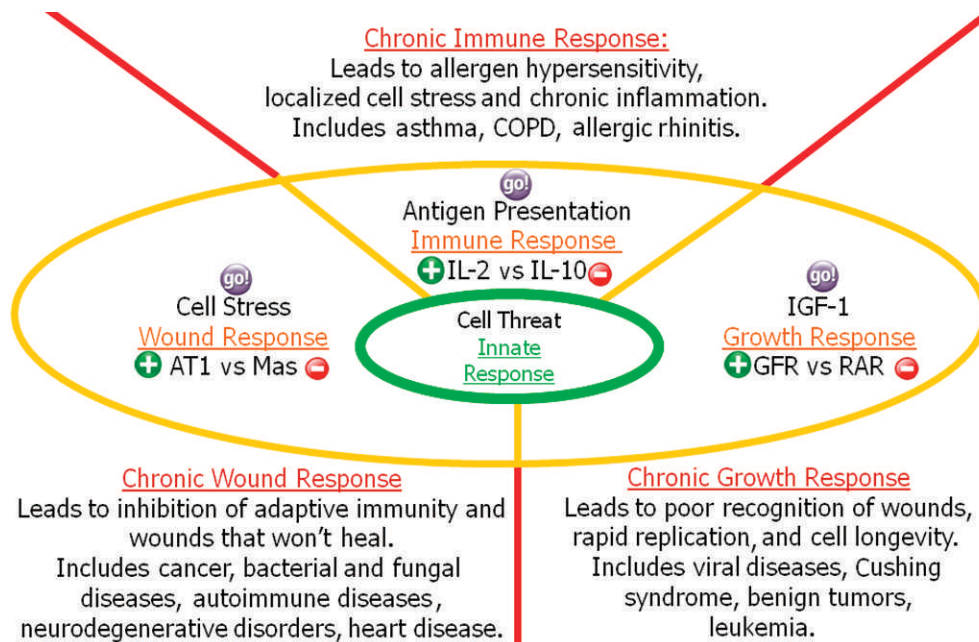 Chronic Immune Response:
Leads to allergen hypersensitivity,
localized cell stress and chronic inflammation.
Includes asthma, COPD, allergic rhinitis.
go!
Antigen Presentation
Immune Response
+ IL-2 vs IL-10 -
go!
Cell Stress
Wound Response
+ AT1 vs Mas -
Cell Threat
Innate
Response
go!
IGF-1
Growth Response
+ GFR vs RAR -
Chronic Wound Response
Leads to inhibition of adaptive immunity and
wounds that won't heal.
Includes cancer, bacterial and fungal
diseases, autoimmune diseases,
neurodegenerative disorders, heart disease.
Chronic Growth Response
Leads to poor recognition of wounds,
rapid replication, and cell longevity.
Includes viral diseases, Cushing
syndrome, benign tumors,
leukemia.